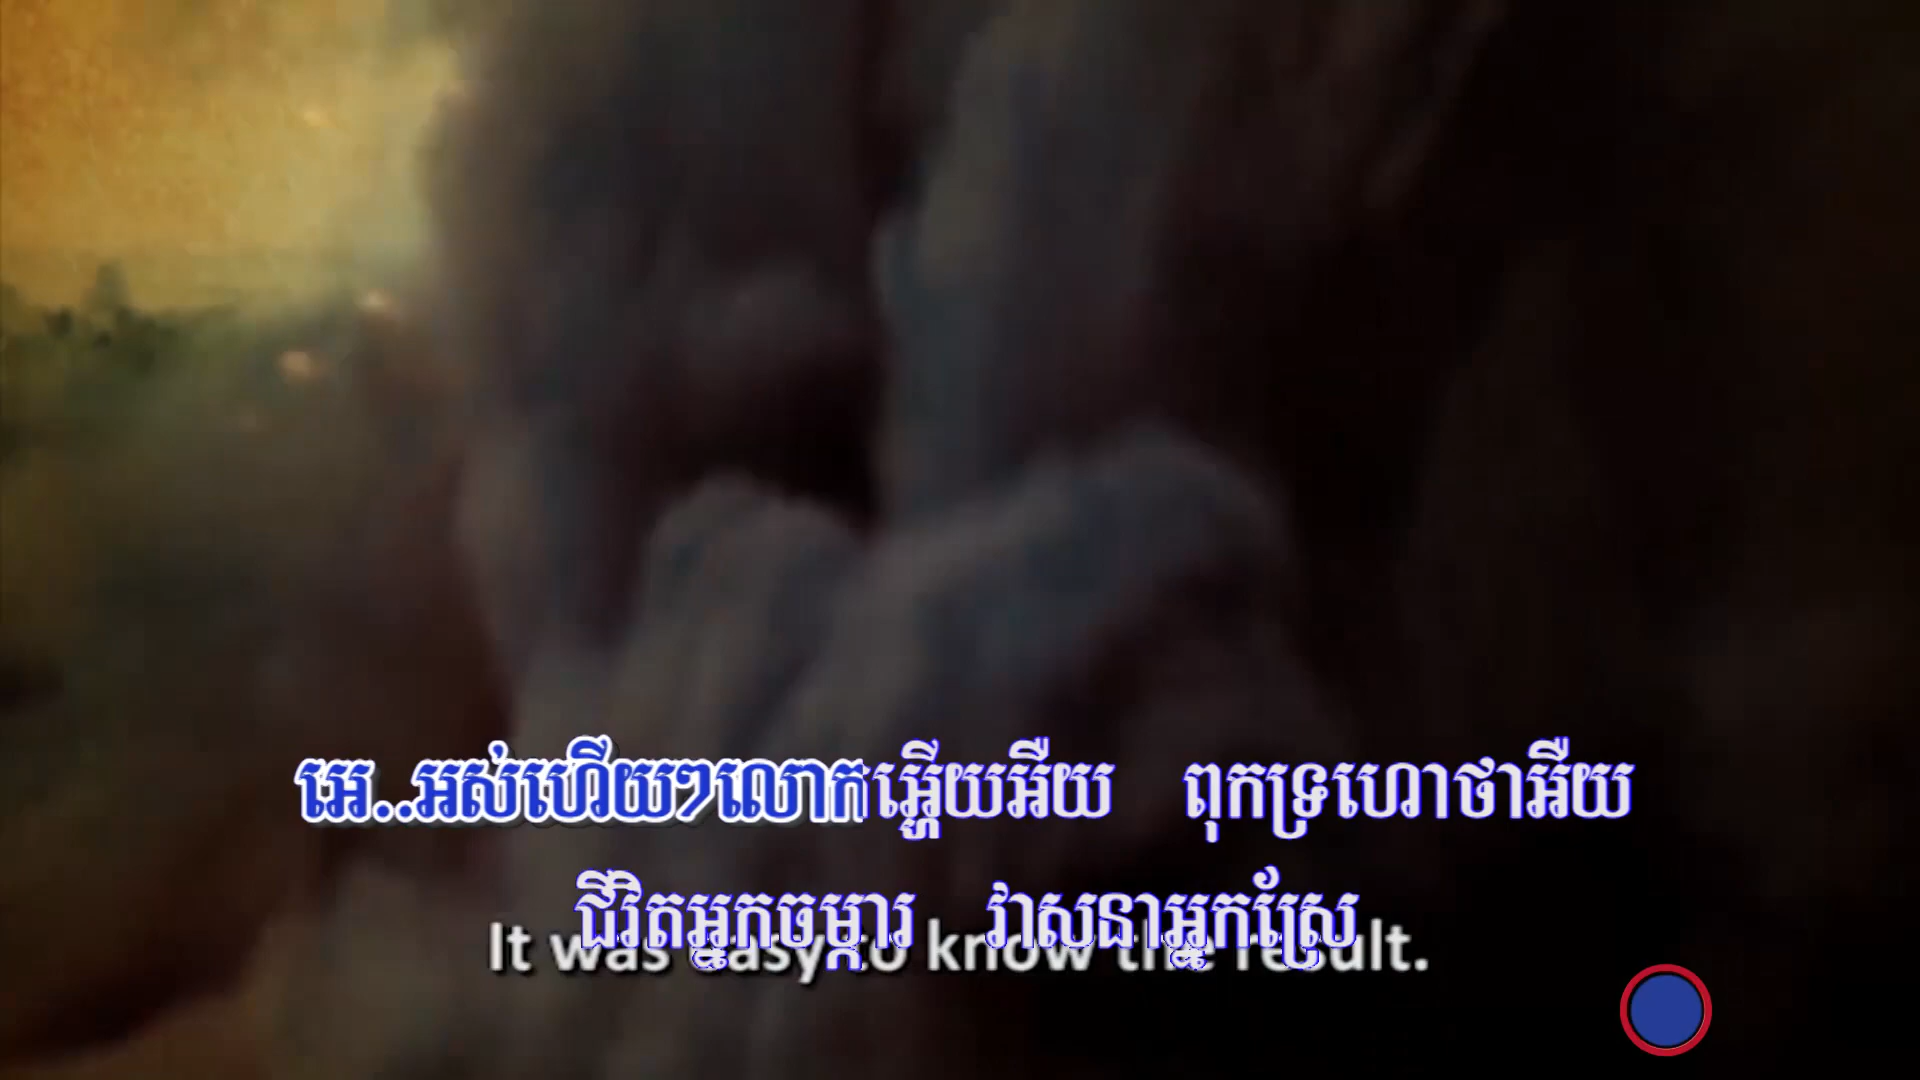 អេ..អស់ហើយៗលោកអ្ហើយអឺយ ពុកទ្រហោថាអឺយ
ជីវិតអ្នកចម្ការ វាសនាអ្នកស្រែ
It was easy to know the result.